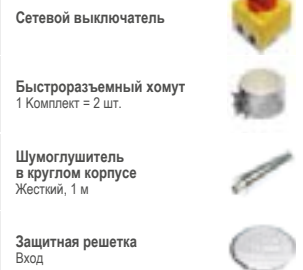 Сетевой выключатель
Быстроразъемный хомут
1 Комплект = 2 шт.
Шумоглушитель
в круглом корпусе
Жесткий, 1 м
Защитная решетка
Вход